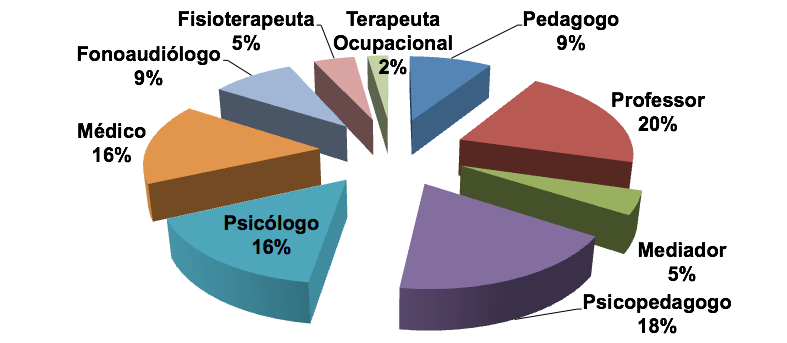 Fisioterapeuta
5%
Terapeuta
Ocupacional
2%
Pedagogo
9%
Fonoaudiólogo
9%
Professor
20%
Médico
16%
Psicólogo
16%
Mediador
5%
Psicopedagogo
18%